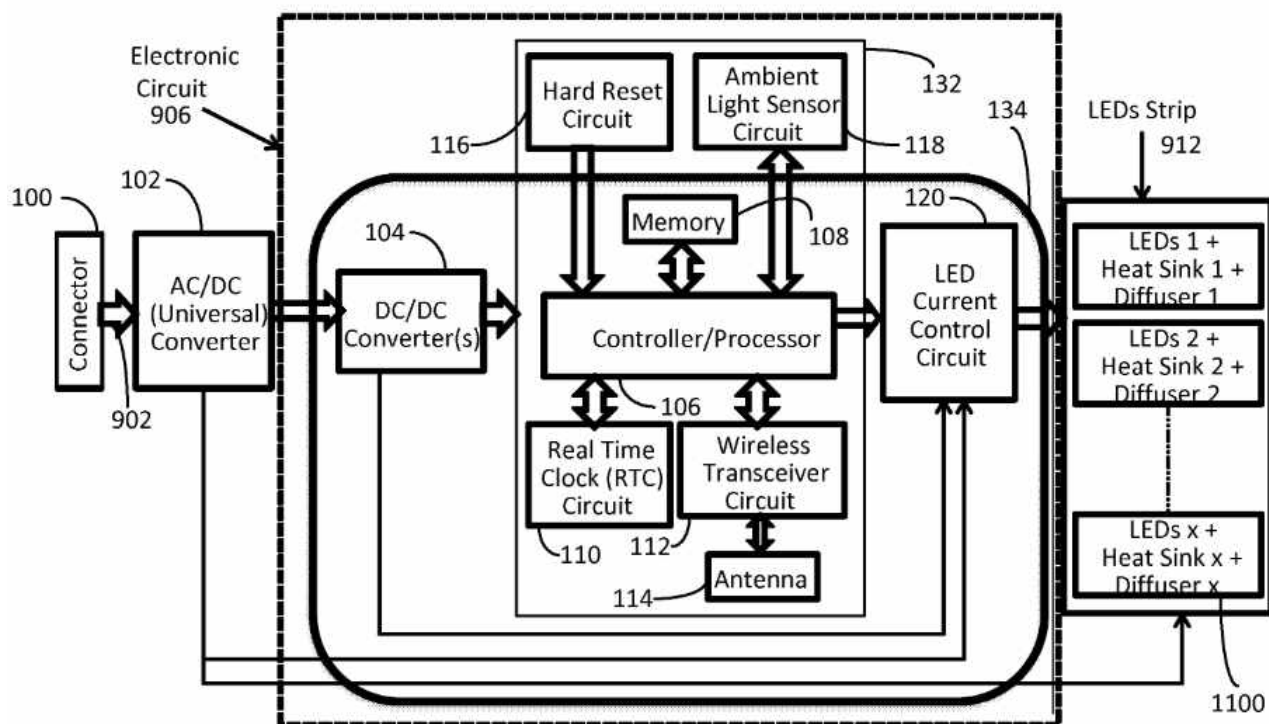 Electronic
Circuit
906
Hard Reset
Circuit
116
Ambient
Light Sensor
Circuit
118
132
134
LEDs Strip
912
100
102
104
Memory
108
120
Connector
902
AC/DC
(Universal)
Converter
DC/DC
Converter(s)
Controller/Processor
106
LED
Current
Control
Circuit
LEDs 1 +
Heat Sink 1 +
Diffuser 1
LEDs 2 +
Heat Sink 2 +
Diffuser 2
Real Time
Clock (RTC)
Circuit
110
Wireless
Transceiver
Circuit
112
Antenna
114
LEDs x +
Heat Sink x +
Diffuser x
1100